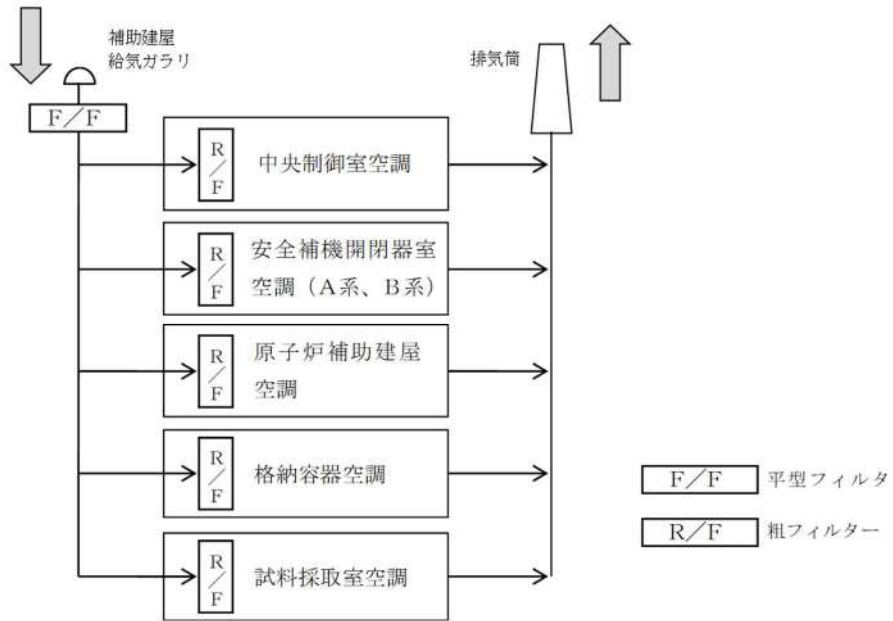 補助建屋
給気ガラリ
排気筒
F/F
R/F
中央制御室空調
R/F
安全補機開閉器室
空調（A系、B系）
R/F
原子炉補助建屋
空調
R/F
格納容器空調
R/F
試料採取室空調
F/F 平型フィルタ
R/F 粗フィルター